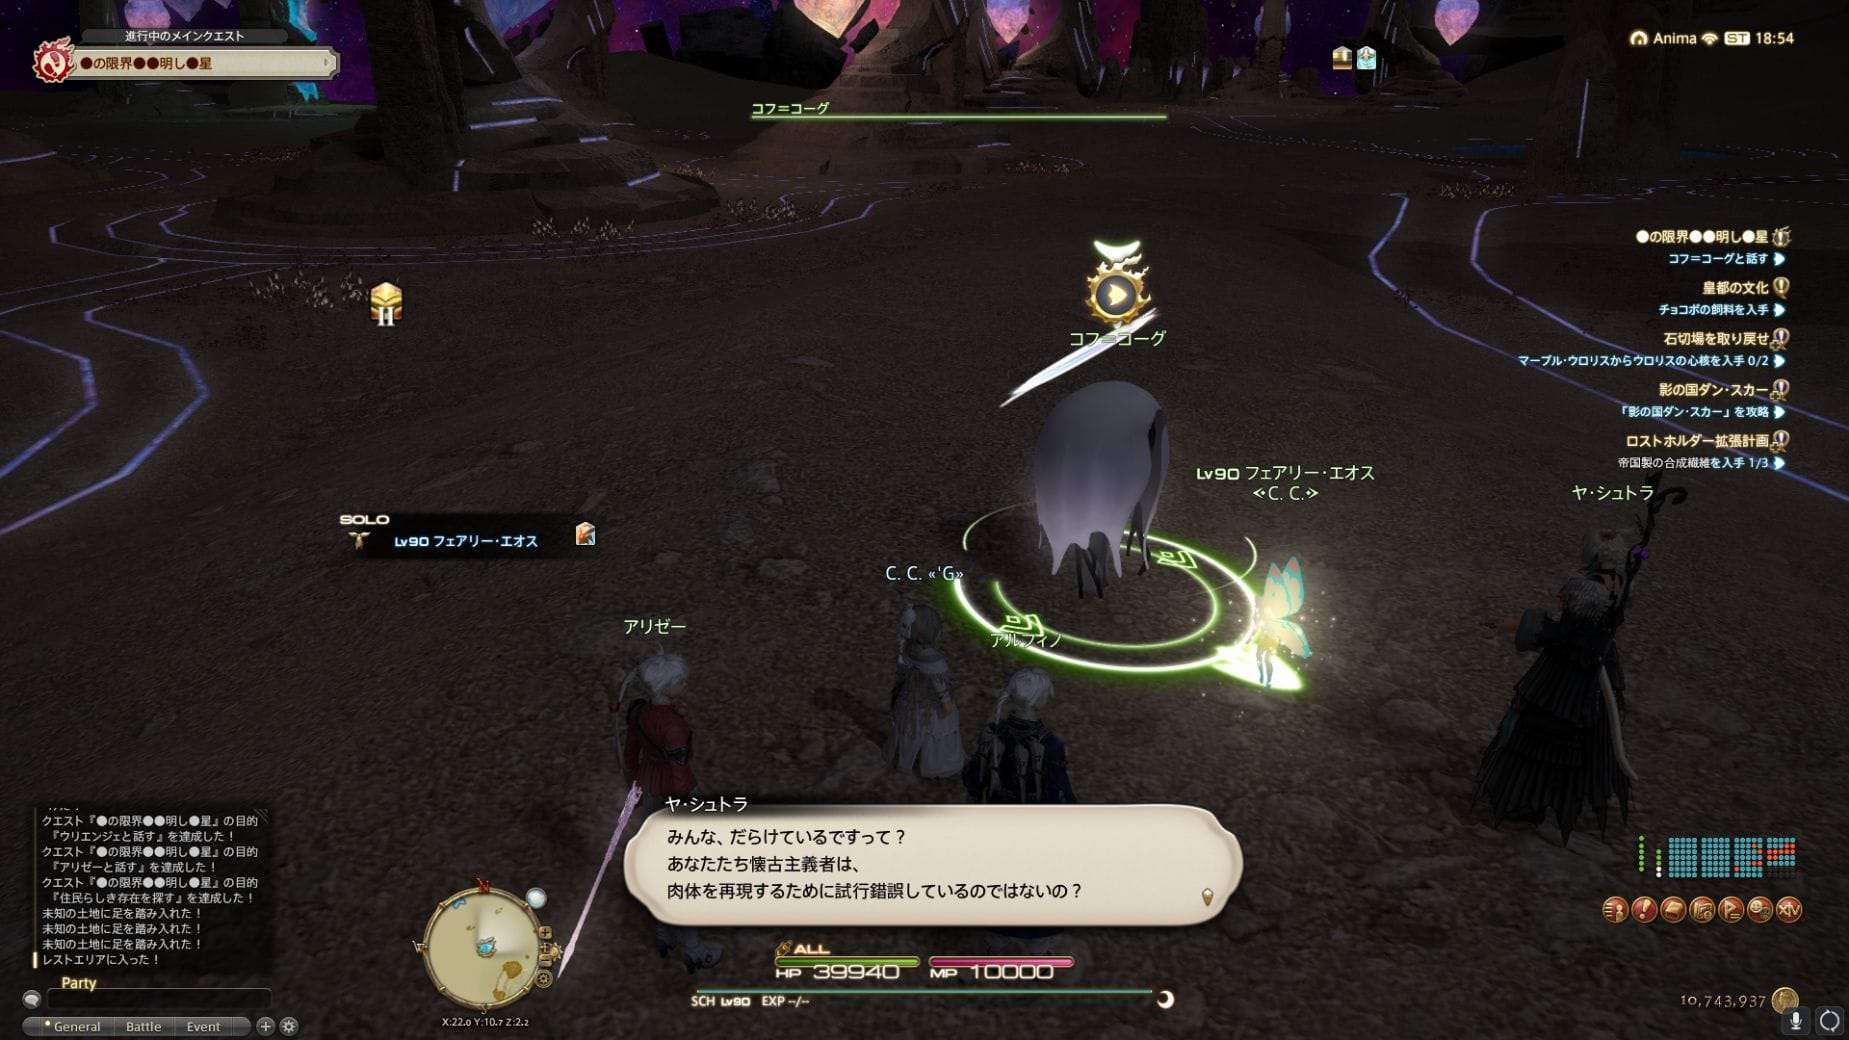 進行中のメインクエスト
●の限界●●明し●星
Anima ST 18:54
コフ＝コーグ
●の限界●●明し●星
コフ＝コーグと話す
皇都の文化
チョコボの飼料を入手
石切場を取り戻せ
マーブル・ウロリスからウロリスの心核を入手 0/2
影の国ダン・スカー
「影の国ダン・スカー」を攻略
ロストホルダー拡張計画
帝国製の合成繊維を入手 1/3
H
コフ＝コーグ
Lv90 フェアリー・エオス
«C. C.»
ヤ・シュトラ
SOLO
Lv90 フェアリー・エオス
C. C. «'G»
アリゼー
アルフィノ
ヤ・シュトラ
みんな、だらけているですって？
あなたたち懐古主義者は、
肉体を再現するために試行錯誤しているのではないの？
クエスト『●の限界●●明し●星』の目的
『ウリエンジェと話す』を達成した！
クエスト『●の限界●●明し●星』の目的
『アリゼーと話す』を達成した！
クエスト『●の限界●●明し●星』の目的
『住民らしき存在を探す』を達成した！
未知の土地に足を踏み入れた！
未知の土地に足を踏み入れた！
未知の土地に足を踏み入れた！
レストエリアに入った！
Party
General Battle Event
N
W
S
X:22.0 Y:10.7 Z:2.2
ALL
HP 39940 MP 10000
SCH Lv90 EXP --/--
XIV
10,743,937